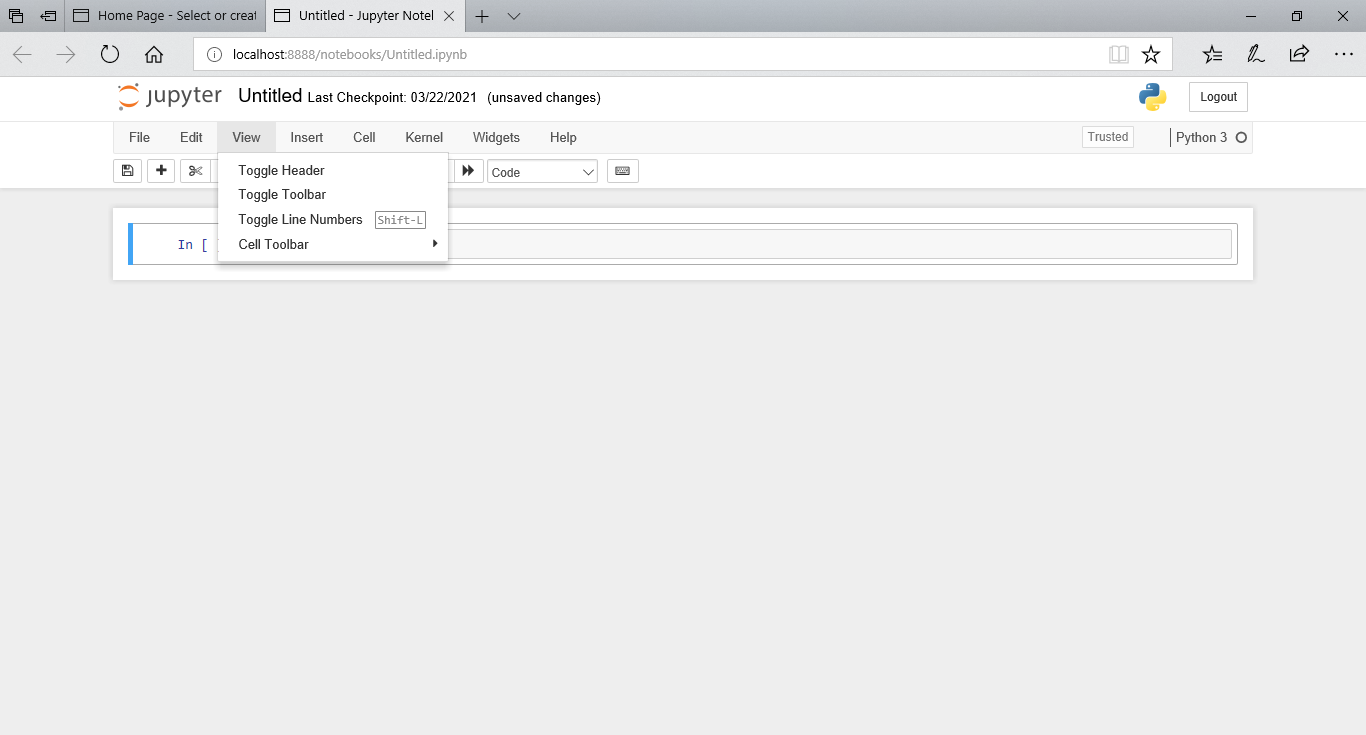 Home Page - Select or creat
Untitled - Jupyter Notel
localhost:8888/notebooks/Untitled.ipynb
jupyter Untitled Last Checkpoint: 03/22/2021 (unsaved changes)
Logout
File Edit View Insert Cell Kernel Widgets Help
Trusted Python 3
Code
Toggle Header
Toggle Toolbar
Toggle Line Numbers Shift-L
Cell Toolbar
In [